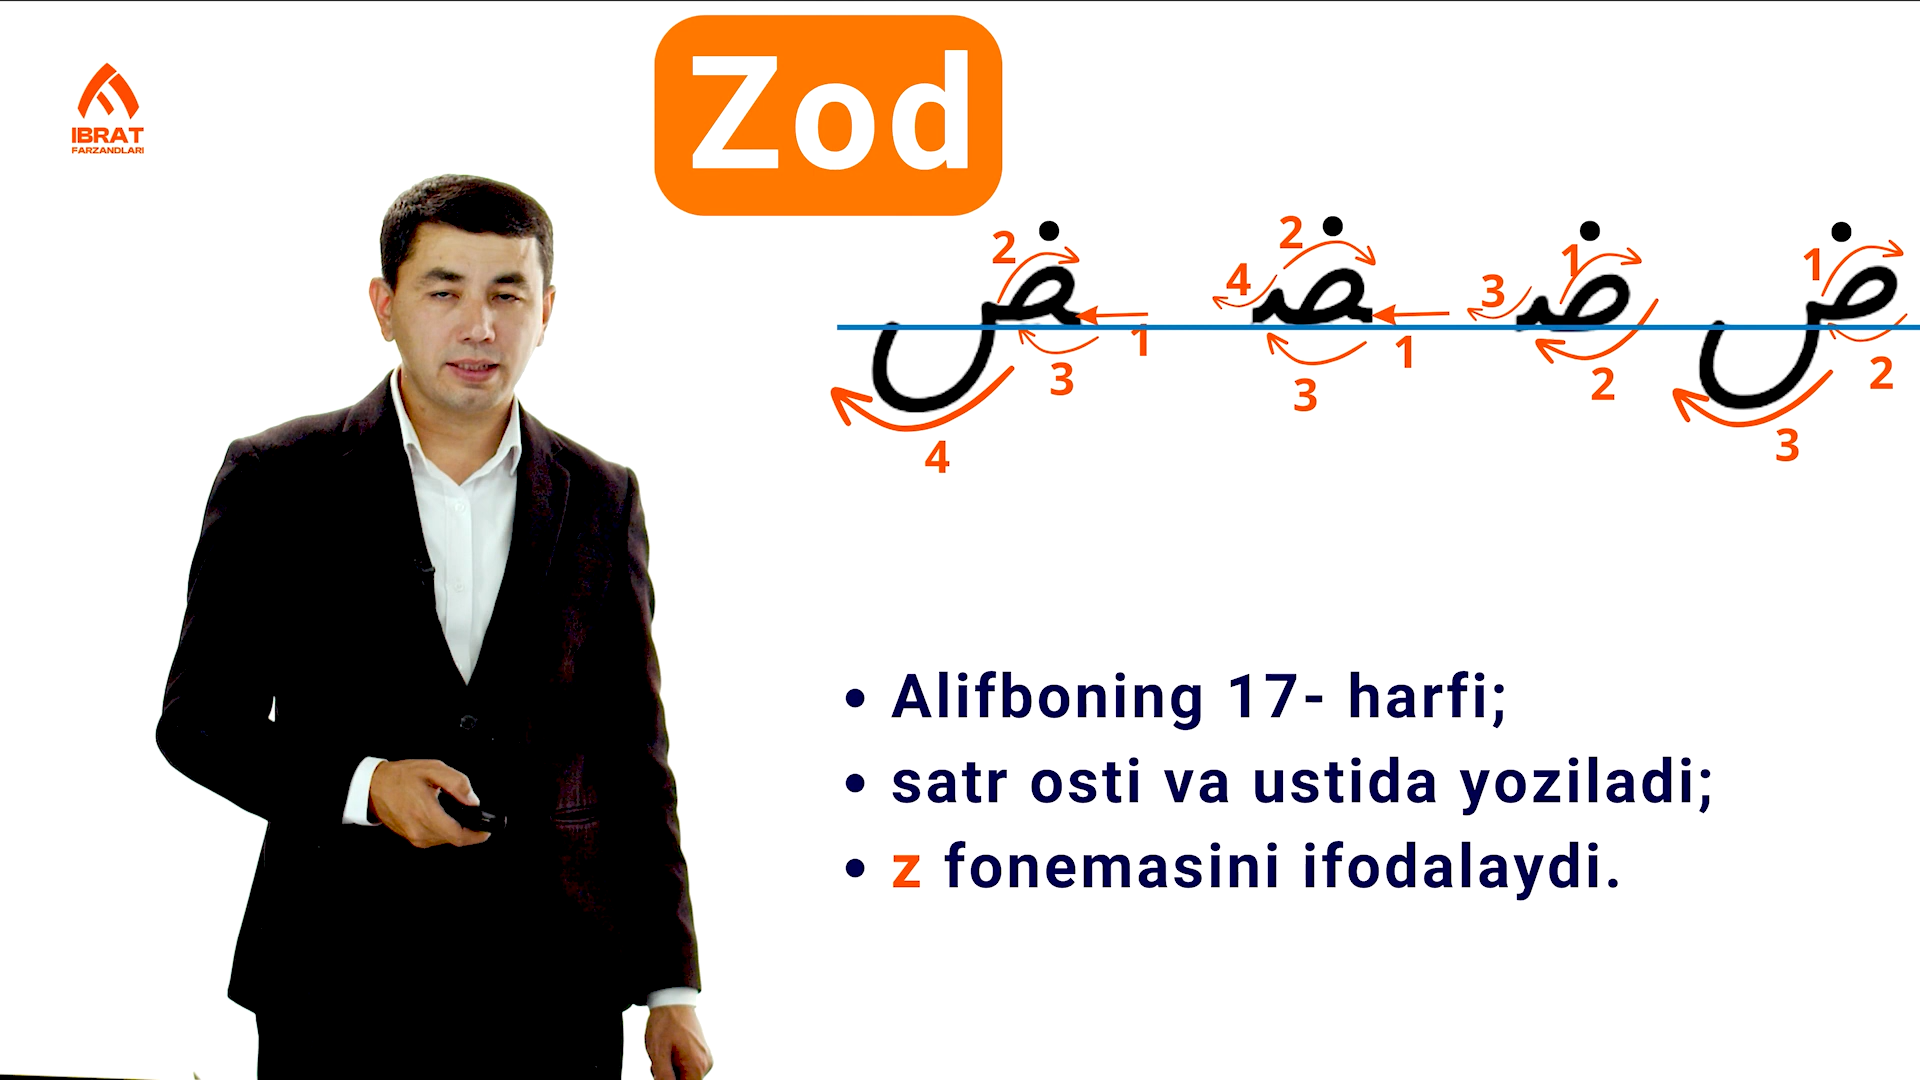 Zod
IBRAT
FARZANDLARI
2 2 1 1
4 3
ـض ـضـ ضـ ض
1 1
3 3 2 2
4 3
• Alifboning 17- harfi;
• satr osti va ustida yoziladi;
• z fonemasini ifodalaydi.